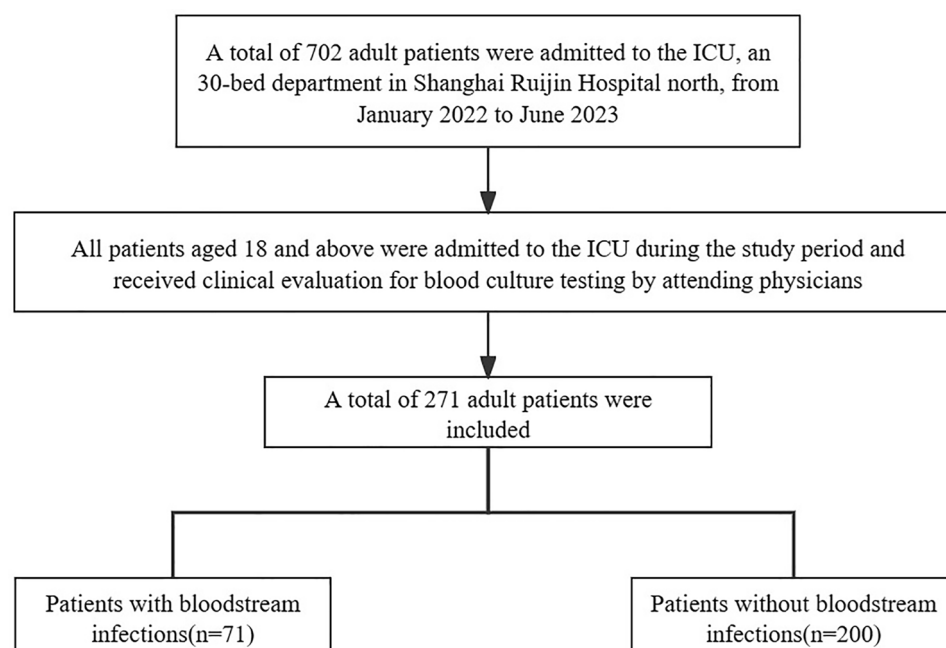 A total of 702 adult patients were admitted to the ICU, an
30-bed department in Shanghai Ruijin Hospital north, from
January 2022 to June 2023
All patients aged 18 and above were admitted to the ICU during the study period and
received clinical evaluation for blood culture testing by attending physicians
A total of 271 adult patients were
included
Patients with bloodstream
infections(n=71)
Patients without bloodstream
infections(n=200)